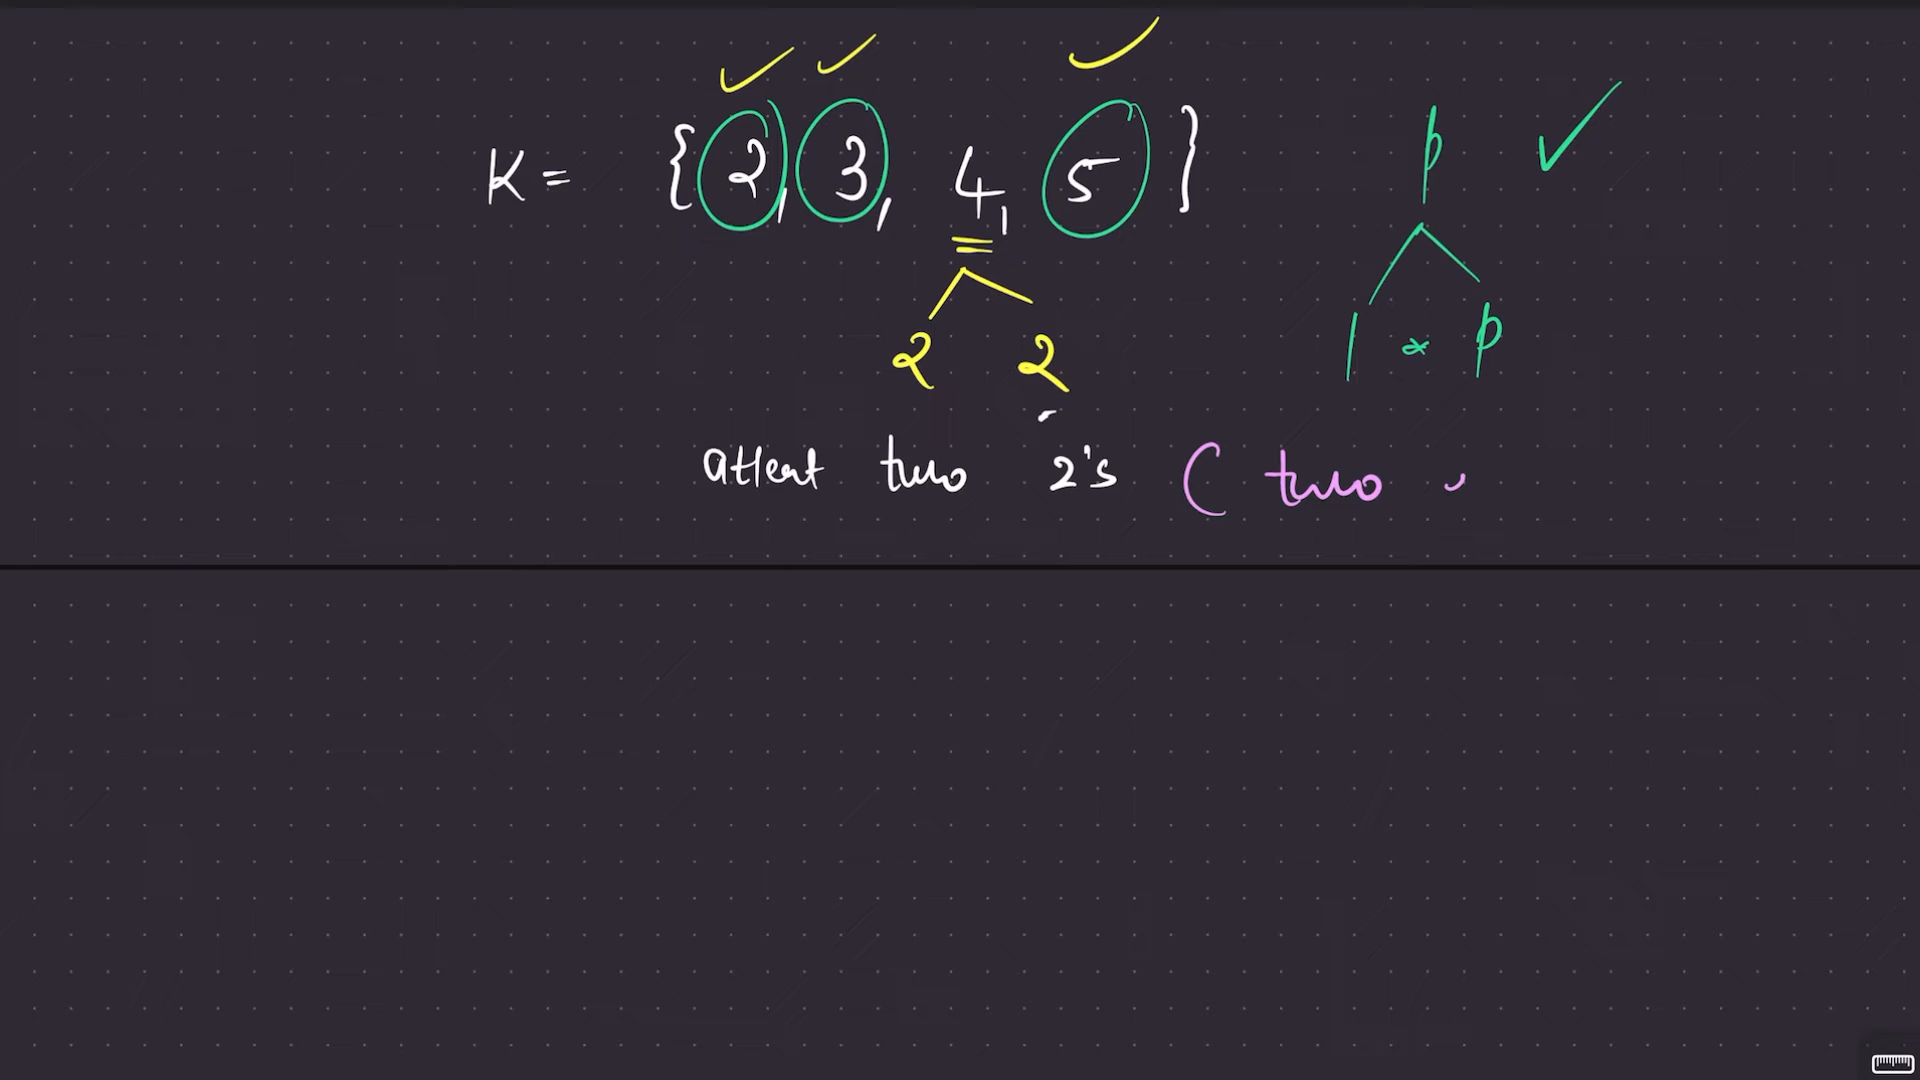 K = { 2, 3, 4, 5 } p
2 2
1 * p
atleast two 2's ( two